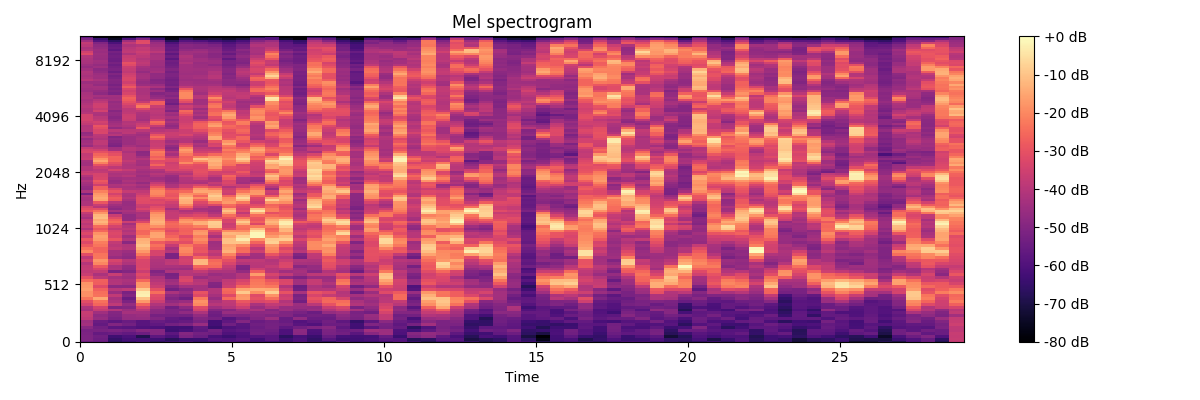 Mel spectrogram
8192
4096
2048
1024
512
0
Hz
0 5 10 15 20 25
Time
+0 dB
-10 dB
-20 dB
-30 dB
-40 dB
-50 dB
-60 dB
-70 dB
-80 dB